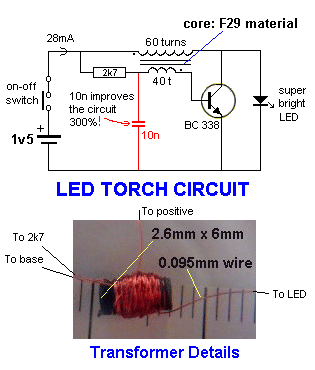 core: F29 material
28mA
60 turns
2k7
40 t
on-off
switch
10n improves
the circuit
300%!
10n
BC 338
super
bright
LED
1v5
+
LED TORCH CIRCUIT
To positive
To 2k7
To base
2.6mm x 6mm
0.095mm wire
To LED
Transformer Details